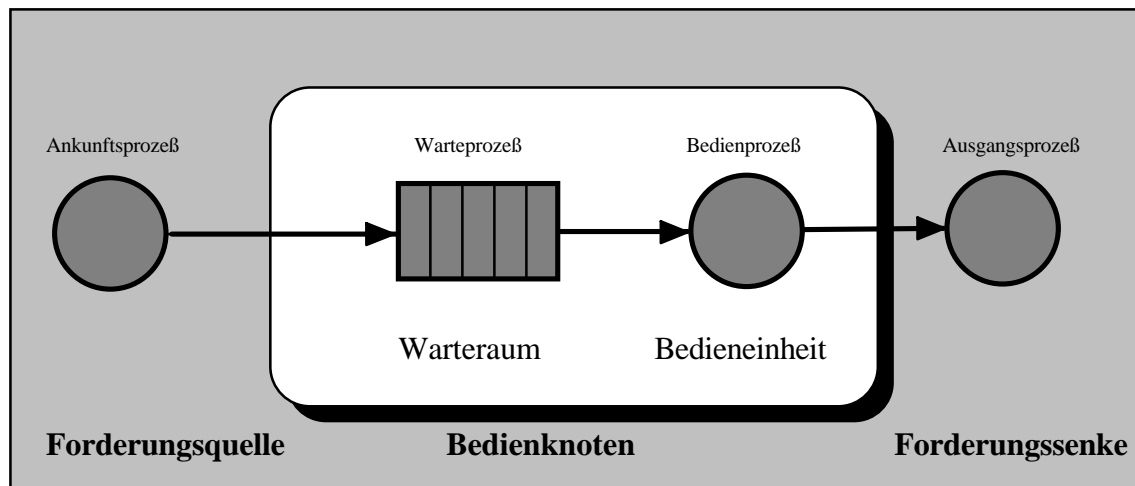 Ankunftsprozeß
Warteprozeß
Bedienprozeß
Ausgangsprozeß
Warteraum
Bedieneinheit
Forderungsquelle
Bedienknoten
Forderungssenke